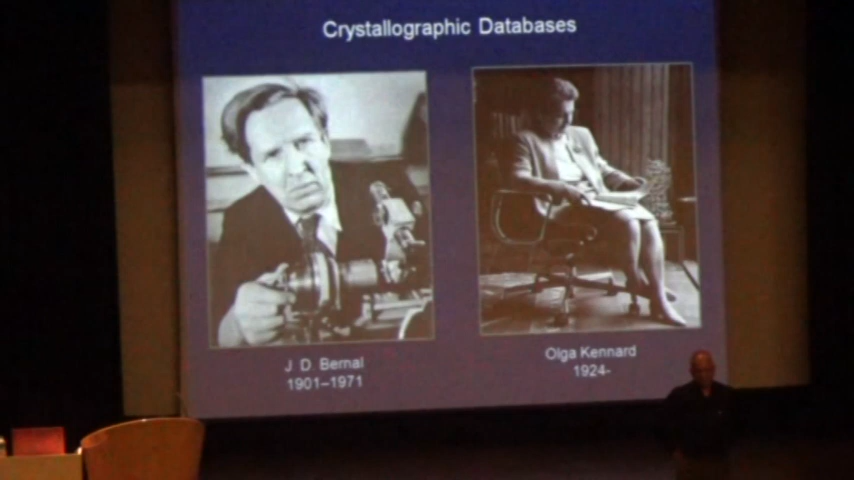 Crystallographic Databases
J. D. Bernal
1901–1971
Olga Kennard
1924-